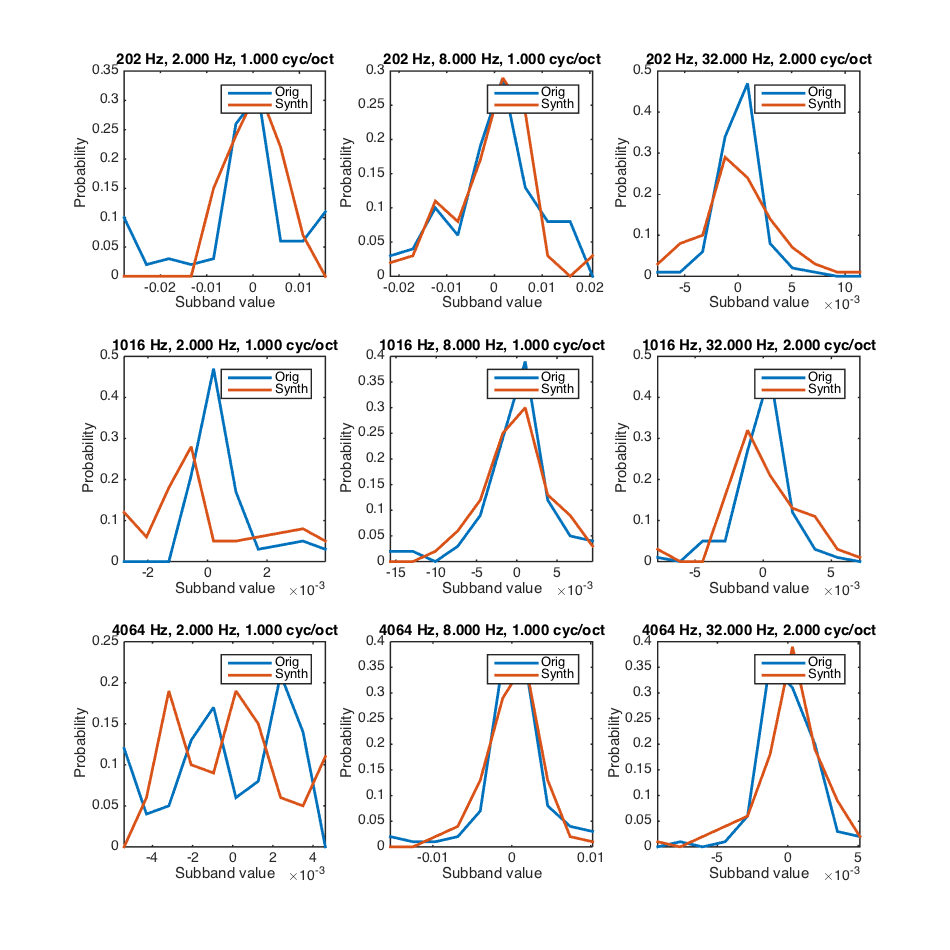 202 Hz, 2.000 Hz, 1.000 cyc/oct
0.35
0.3
0.25
0.2
0.15
0.1
0.05
0
Probability
Orig
Synth
-0.02 -0.01 0 0.01
Subband value
202 Hz, 8.000 Hz, 1.000 cyc/oct
0.3
0.25
0.2
0.15
0.1
0.05
0
Probability
Orig
Synth
-0.02 -0.01 0 0.01 0.02
Subband value
202 Hz, 32.000 Hz, 2.000 cyc/oct
0.5
0.4
0.3
0.2
0.1
0
Probability
Orig
Synth
-5 0 5 10
Subband value ×10-3
1016 Hz, 2.000 Hz, 1.000 cyc/oct
0.5
0.4
0.3
0.2
0.1
0
Probability
Orig
Synth
-2 0 2
Subband value ×10-3
1016 Hz, 8.000 Hz, 1.000 cyc/oct
0.4
0.35
0.3
0.25
0.2
0.15
0.1
0.05
0
Probability
Orig
Synth
-15 -10 -5 0 5
Subband value ×10-3
1016 Hz, 32.000 Hz, 2.000 cyc/oct
0.5
0.4
0.3
0.2
0.1
0
Probability
Orig
Synth
-5 0 5
Subband value ×10-3
4064 Hz, 2.000 Hz, 1.000 cyc/oct
0.25
0.2
0.15
0.1
0.05
0
Probability
Orig
Synth
-4 -2 0 2 4
Subband value ×10-3
4064 Hz, 8.000 Hz, 1.000 cyc/oct
0.4
0.35
0.3
0.25
0.2
0.15
0.1
0.05
0
Probability
Orig
Synth
-0.01 0 0.01
Subband value
4064 Hz, 32.000 Hz, 2.000 cyc/oct
0.4
0.35
0.3
0.25
0.2
0.15
0.1
0.05
0
Probability
Orig
Synth
-5 0 5
Subband value ×10-3